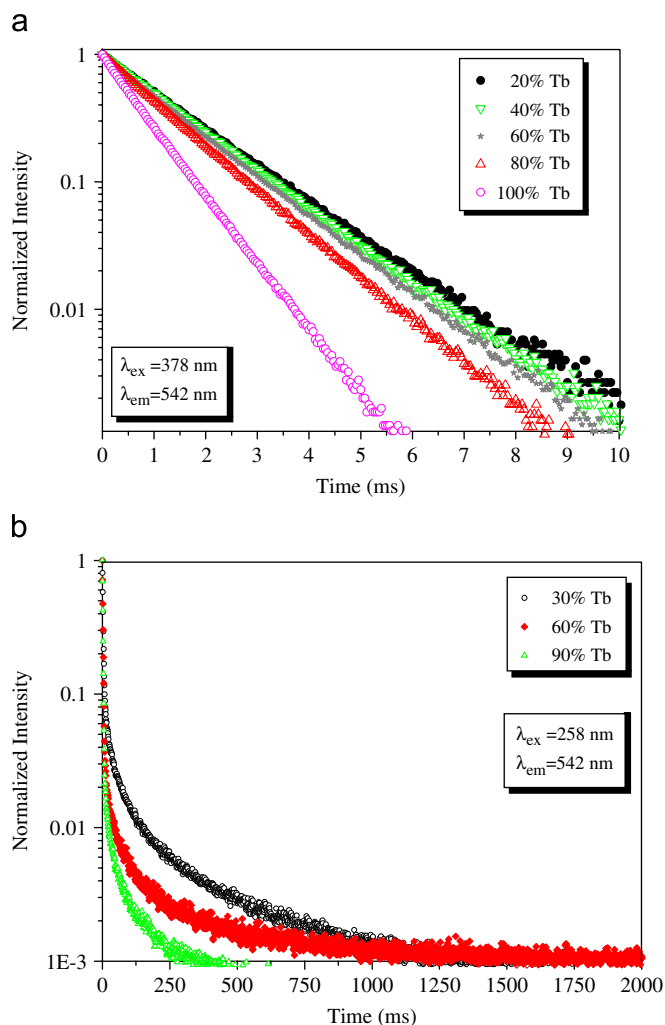 a
1
0.1
0.01
Normalized Intensity
20% Tb
40% Tb
60% Tb
80% Tb
100% Tb
λex =378 nm
λem=542 nm
0 1 2 3 4 5 6 7 8 9 10
Time (ms)
b
1
0.1
0.01
1E-3
Normalized Intensity
30% Tb
60% Tb
90% Tb
λex =258 nm
λem=542 nm
0 250 500 750 1000 1250 1500 1750 2000
Time (ms)